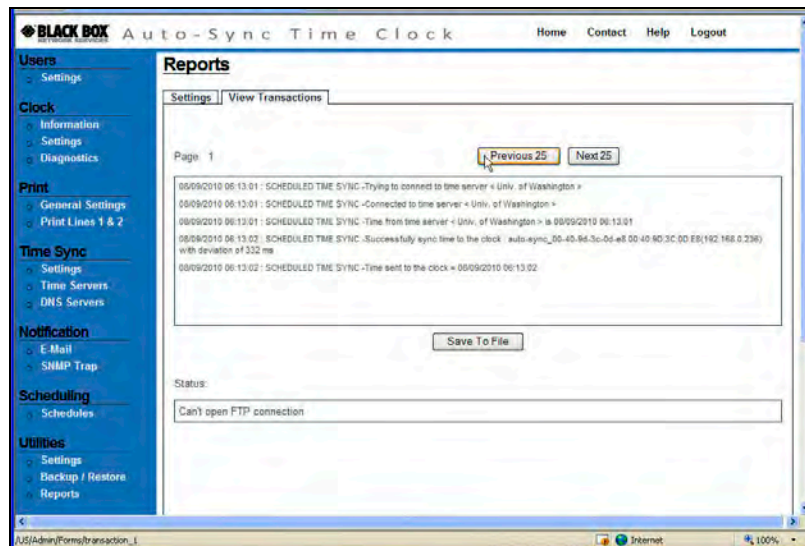 BLACK BOX
NETWORK SERVICES
Auto-Sync Time Clock
Home Contact Help Logout
Users
Settings
Clock
Information
Settings
Diagnostics
Print
General Settings
Print Lines 1 & 2
Time Sync
Settings
Time Servers
DNS Servers
Notification
E-Mail
SNMP Trap
Scheduling
Schedules
Utilities
Settings
Backup / Restore
Reports
Reports
Settings View Transactions
Page 1 Previous 25 Next 25
08/09/2010 06:13:01 : SCHEDULED TIME SYNC -Trying to connect to time server < Univ. of Washington >
08/09/2010 06:13:01 : SCHEDULED TIME SYNC -Connected to time server < Univ. of Washington >
08/09/2010 06:13:01 : SCHEDULED TIME SYNC -Time from time server < Univ. of Washington > is 08/09/2010 06:13:01
08/09/2010 06:13:02 : SCHEDULED TIME SYNC -Successfully sync time to the clock : auto-sync_00-40-9d-3c-0d-e8 00:40:9D:3C:0D:E8(192.168.0.236)
with deviation of 332 ms
08/09/2010 06:13:02 : SCHEDULED TIME SYNC -Time sent to the clock = 08/09/2010 06:13:02
Save To File
Status:
Can't open FTP connection
/US/Admin/Forms/transaction_1
Internet 100%